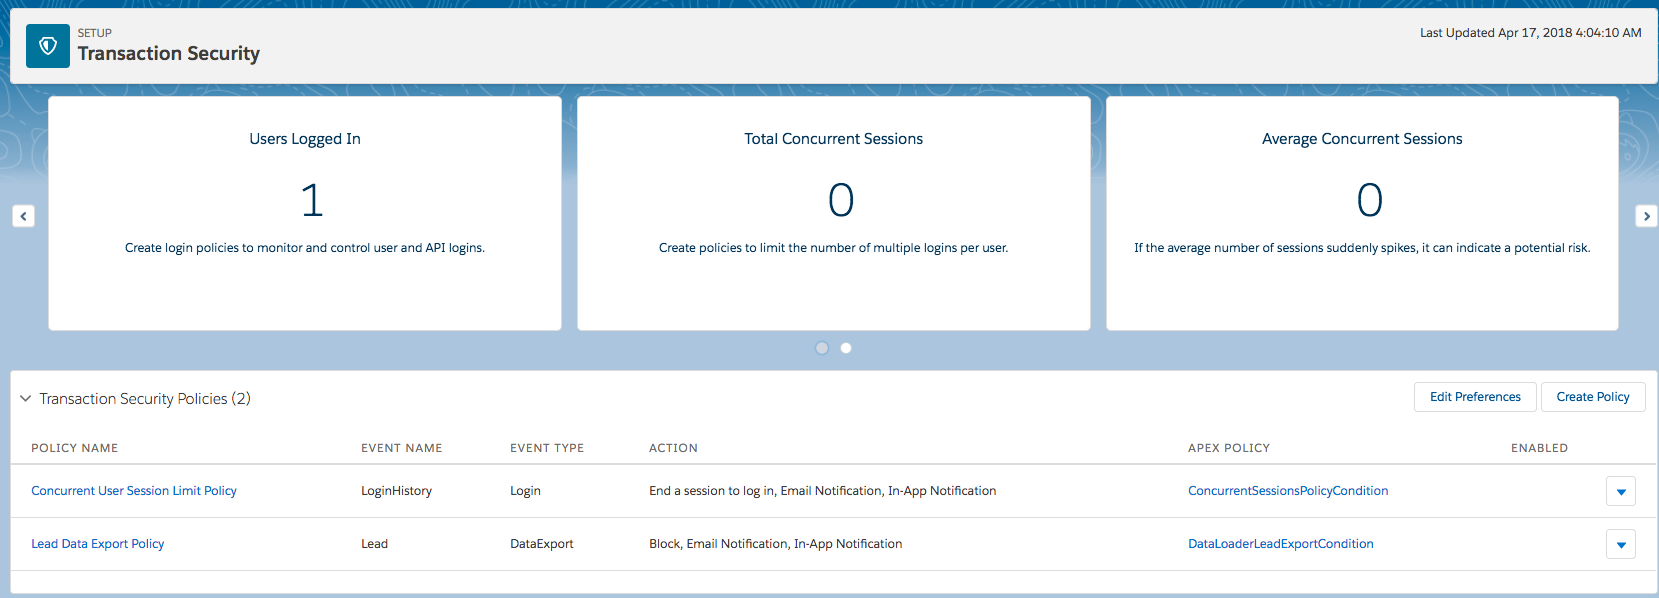 SETUP
Transaction Security
Last Updated Apr 17, 2018 4:04:10 AM
Users Logged In
1
Create login policies to monitor and control user and API logins.
Total Concurrent Sessions
0
Create policies to limit the number of multiple logins per user.
Average Concurrent Sessions
0
If the average number of sessions suddenly spikes, it can indicate a potential risk.
Transaction Security Policies (2)
Edit Preferences
Create Policy
POLICY NAME EVENT NAME EVENT TYPE ACTION APEX POLICY ENABLED
Concurrent User Session Limit Policy LoginHistory Login End a session to log in, Email Notification, In-App Notification ConcurrentSessionsPolicyCondition
Lead Data Export Policy Lead DataExport Block, Email Notification, In-App Notification DataLoaderLeadExportCondition